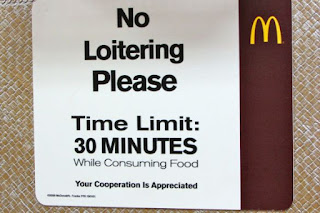 No
Loitering
Please
Time Limit:
30 MINUTES
While Consuming Food
Your Cooperation Is Appreciated